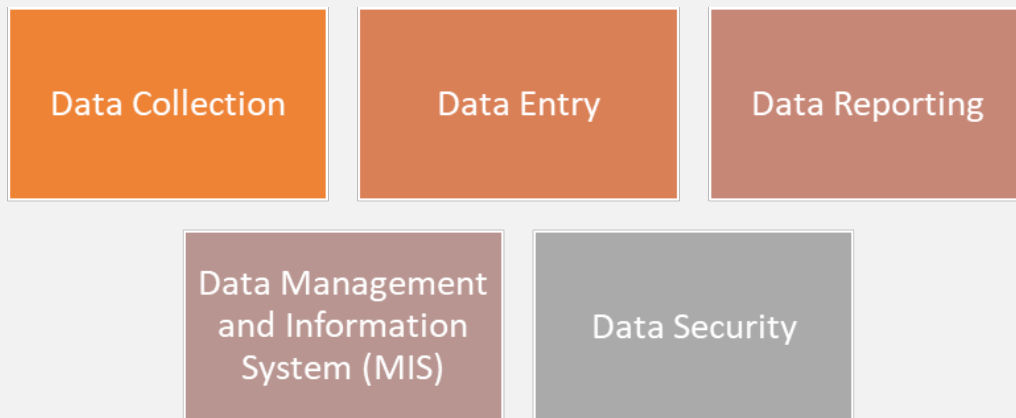 Data Collection
Data Entry
Data Reporting
Data Management
and Information
System (MIS)
Data Security